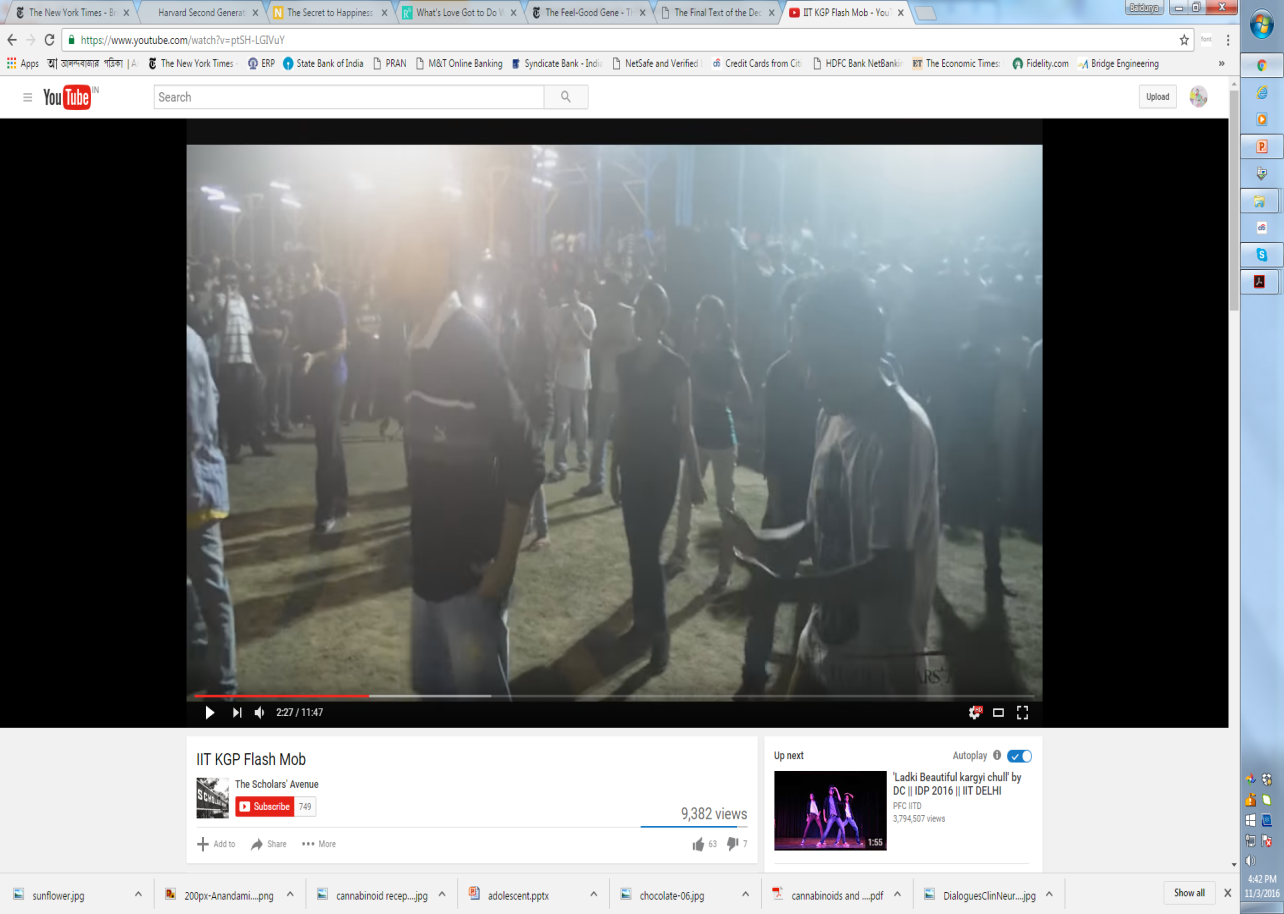 The New York Times - Br
Harvard Second Generat
The Secret to Happiness
What's Love Got to Do W
The Feel-Good Gene - Th
The Final Text of the Dec
IIT KGP Flash Mob - YouT
https://www.youtube.com/watch?v=ptSH-LGIVuY
Apps
আনন্দবাজার পত্রিকা | A
The New York Times -
ERP
State Bank of India
PRAN
M&T Online Banking
Syndicate Bank - India
NetSafe and Verified
Credit Cards from Citi
HDFC Bank NetBankin
ET The Economic Times:
Fidelity.com
Bridge Engineering
»
YouTube IN
Search
Upload
2:27 / 11:47
HD
IIT KGP Flash Mob
The Scholars' Avenue
Subscribe 749
9,382 views
Add to
Share
More
63
7
Up next
Autoplay
'Ladki Beautiful kargyi chull' by
DC || IDP 2016 || IIT DELHI
PFC IITD
3,794,507 views
1:55
sunflower.jpg
200px-Anandami....png
cannabinoid recep....jpg
adolescent.pptx
chocolate-06.jpg
cannabinoids and ....pdf
DialoguesClinNeur....jpg
Show all
4:42 PM
11/3/2016